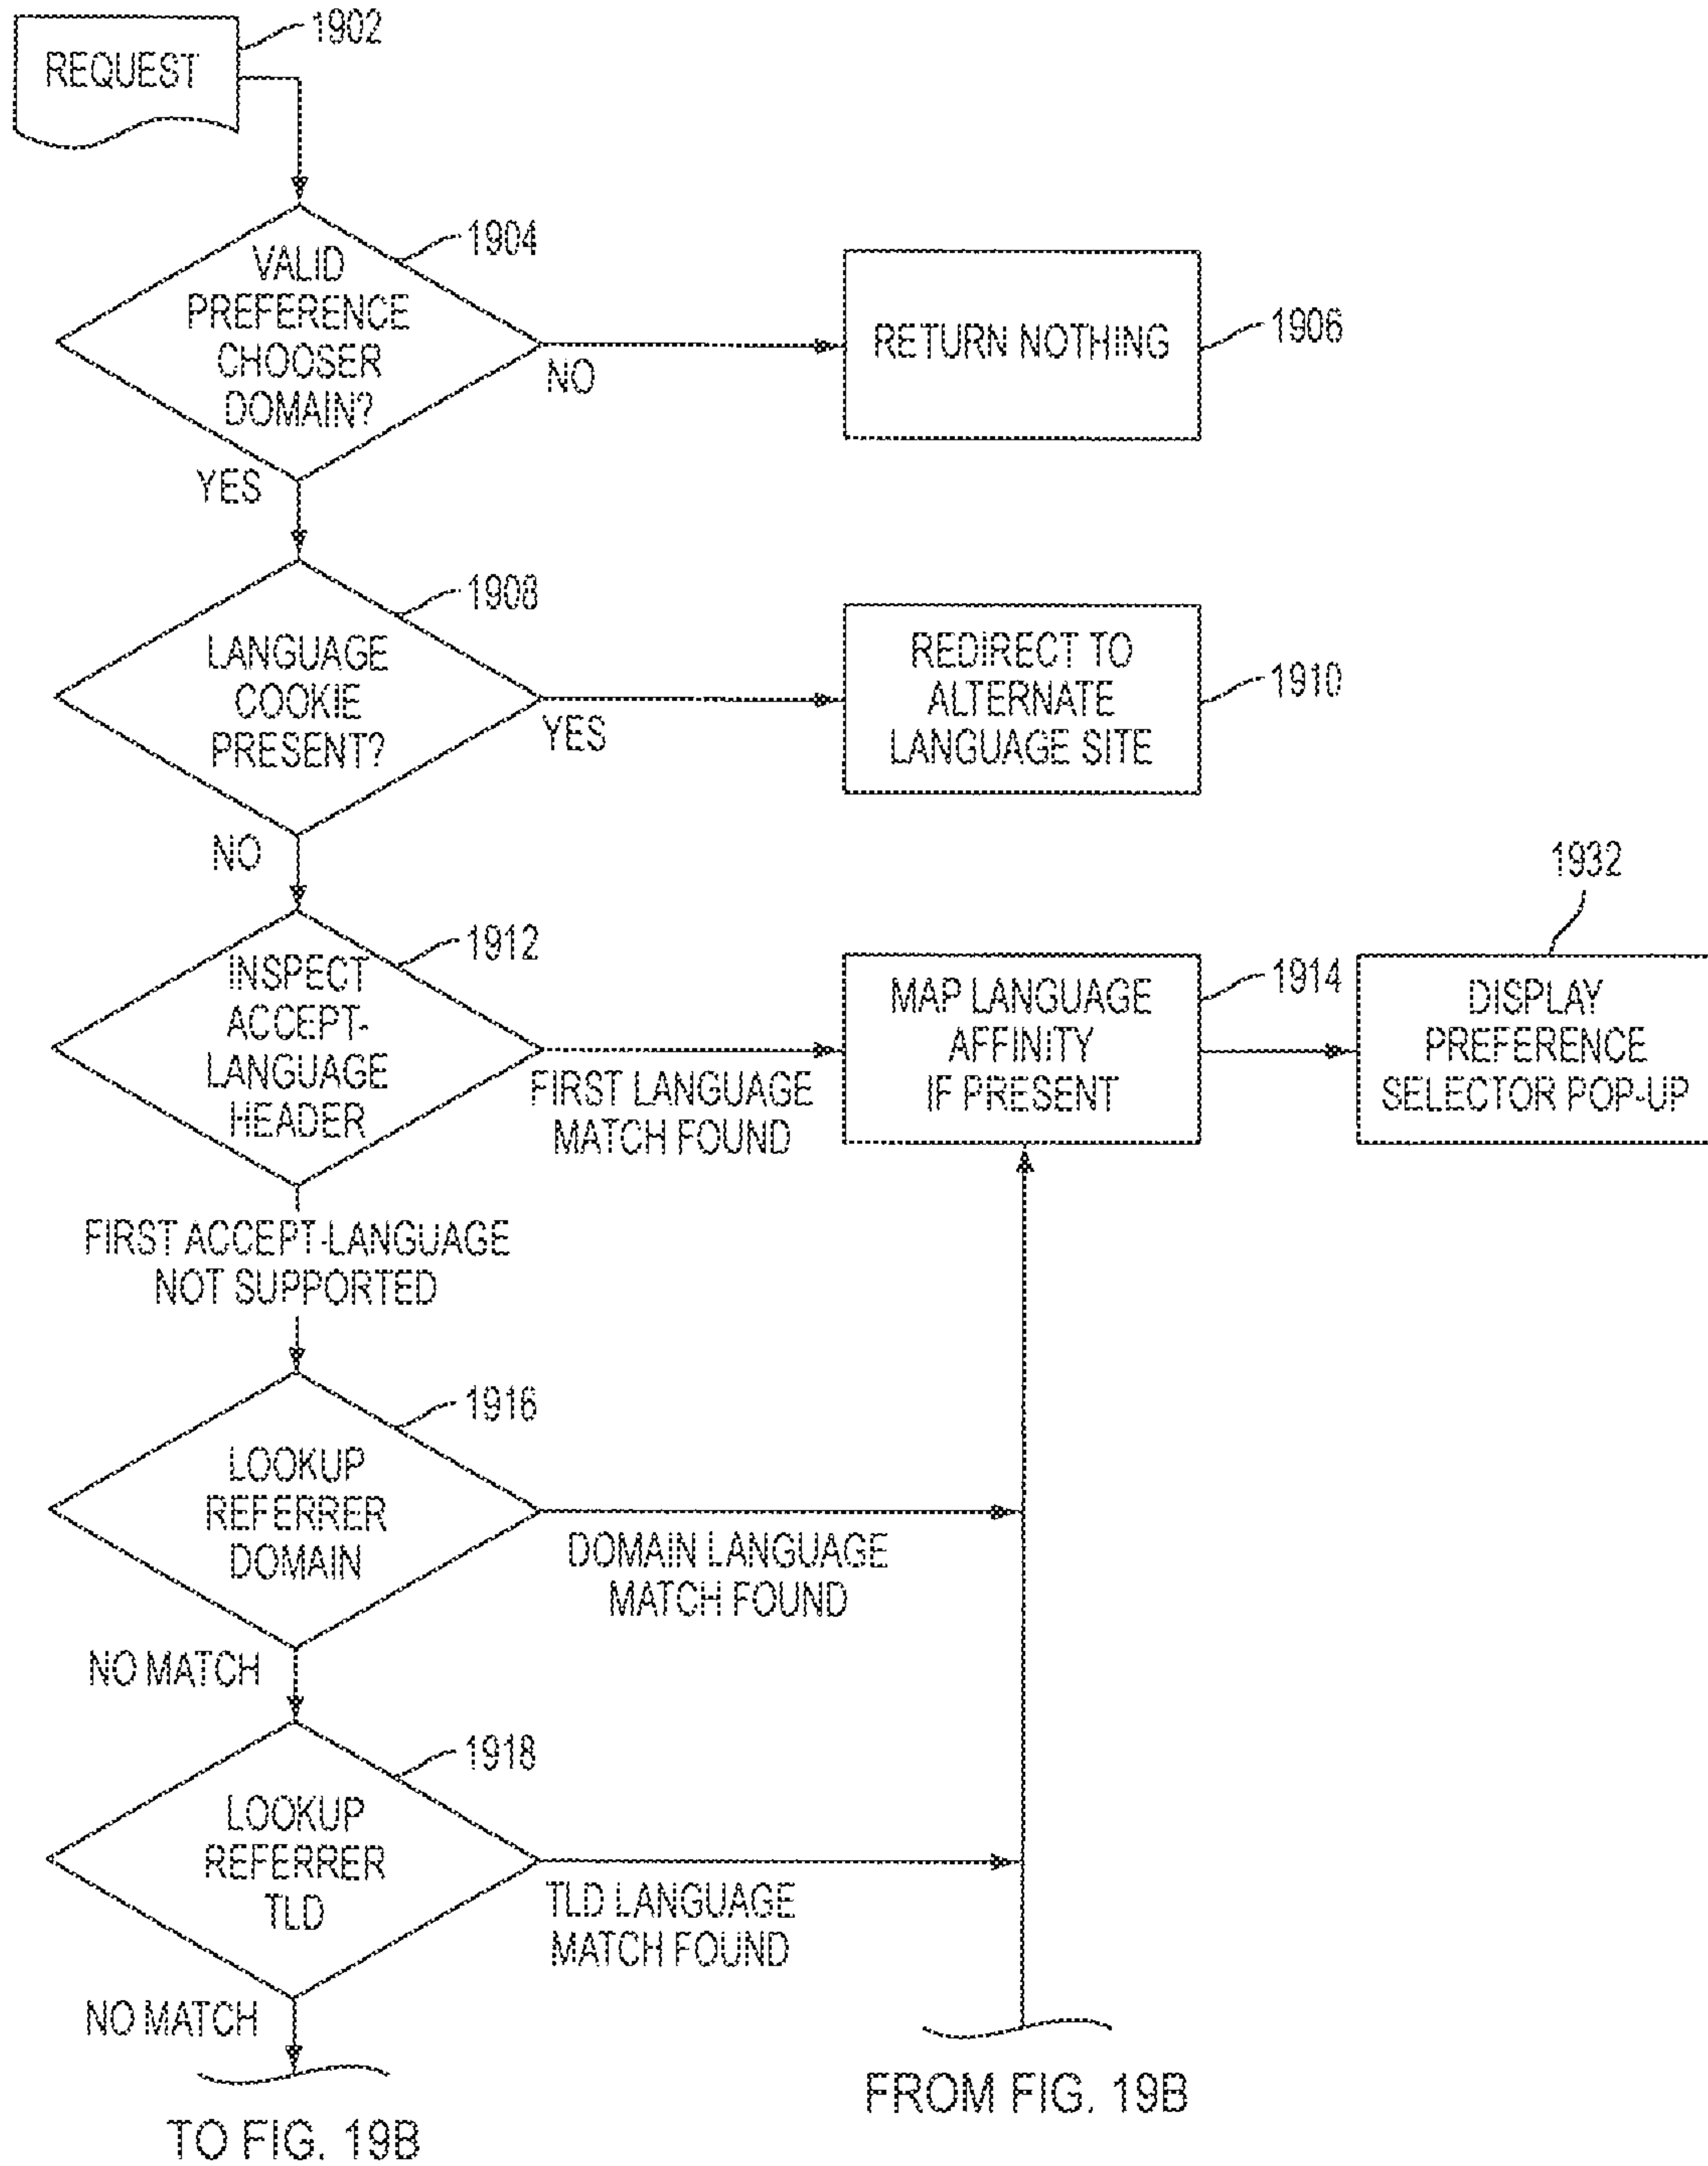 1902
REQUEST
1904
VALID
PREFERENCE
CHOOSER
DOMAIN?
NO
RETURN NOTHING
1906
YES
1908
LANGUAGE
COOKIE
PRESENT?
YES
REDIRECT TO
ALTERNATE
LANGUAGE SITE
1910
NO
1912
INSPECT
ACCEPT-
LANGUAGE
HEADER
FIRST LANGUAGE
MATCH FOUND
MAP LANGUAGE
AFFINITY
IF PRESENT
1914
1932
DISPLAY
PREFERENCE
SELECTOR POP-UP
FIRST ACCEPT-LANGUAGE
NOT SUPPORTED
1916
LOOKUP
REFERRER
DOMAIN
DOMAIN LANGUAGE
MATCH FOUND
NO MATCH
1918
LOOKUP
REFERRER
TLD
TLD LANGUAGE
MATCH FOUND
NO MATCH
TO FIG. 19B
FROM FIG. 19B